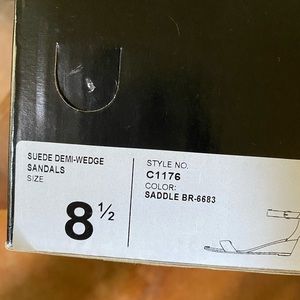 SUEDE DEMI-WEDGE
SANDALS
SIZE
8 ½
STYLE NO.
C1176
COLOR:
SADDLE BR-6683